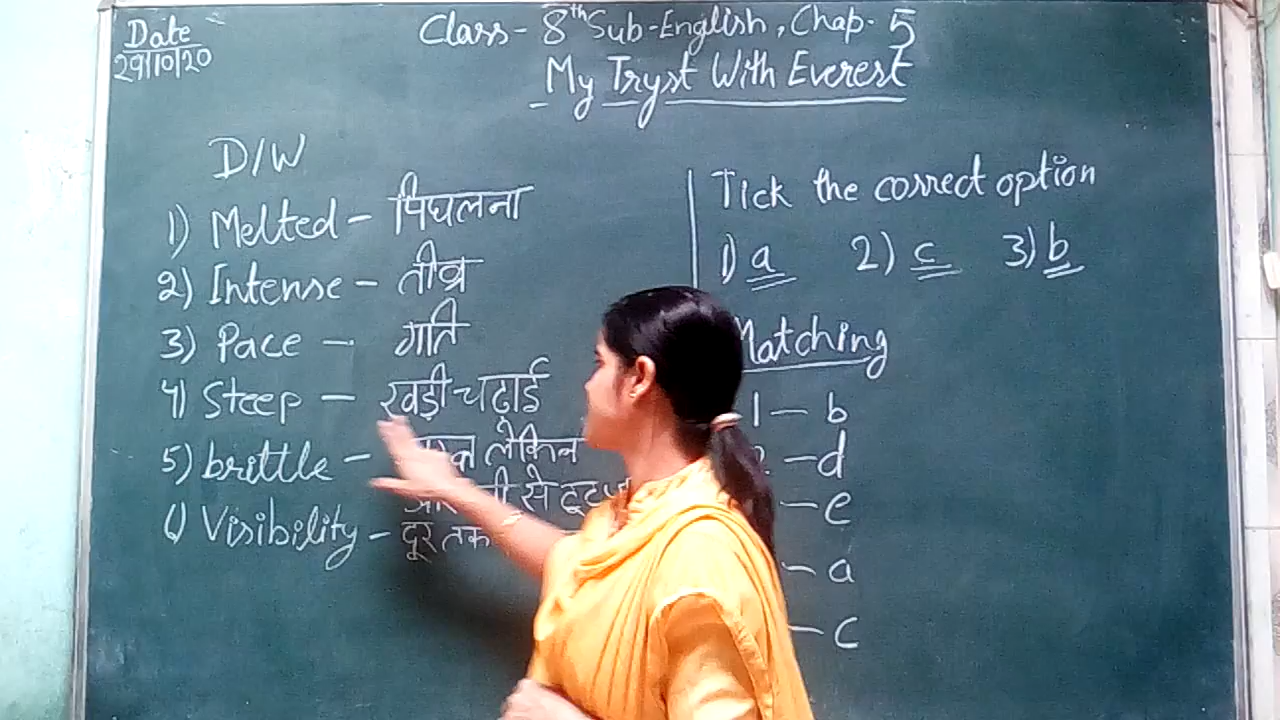 Date
29/10/20
Class- 8th Sub-English, Chap- 5
My Tryst With Everest
D/W
1) Melted - पिघलना
2) Intense - तीव्र
3) Pace - गति
4) Steep - खड़ी चढ़ाई
5) brittle - लेकिन
से
6) Visibility - दूर तक
Tick the correct option
1) a 2) c 3) b
Matching
1 - b
- d
- e
- a
- c